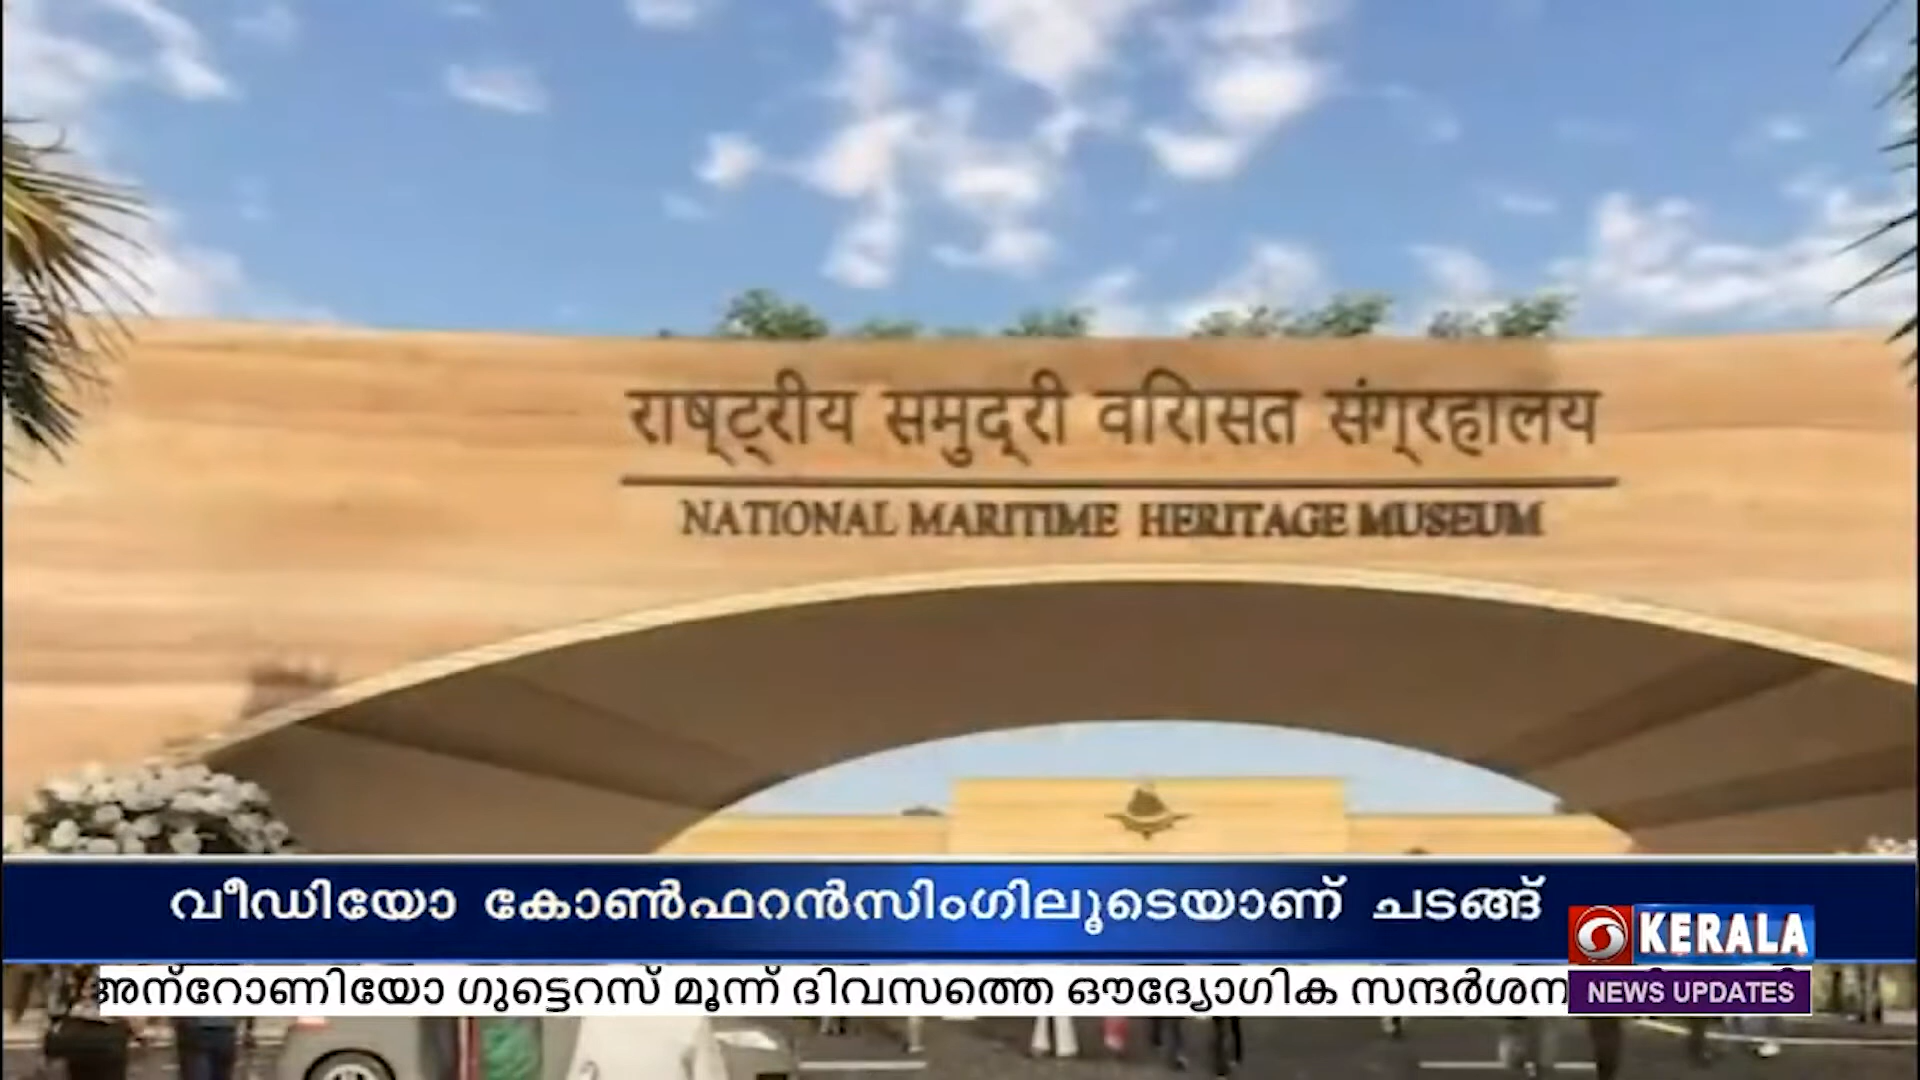 राष्ट्रीय समुद्री विरासत संग्रहालय
NATIONAL MARITIME HERITAGE MUSEUM
വീഡിയോ കോൺഫറൻസിംഗിലൂടെയാണ് ചടങ്ങ്
KERALA
അന്റോണിയോ ഗുട്ടെറസ് മൂന്ന് ദിവസത്തെ ഔദ്യോഗിക സന്ദർശന
NEWS UPDATES